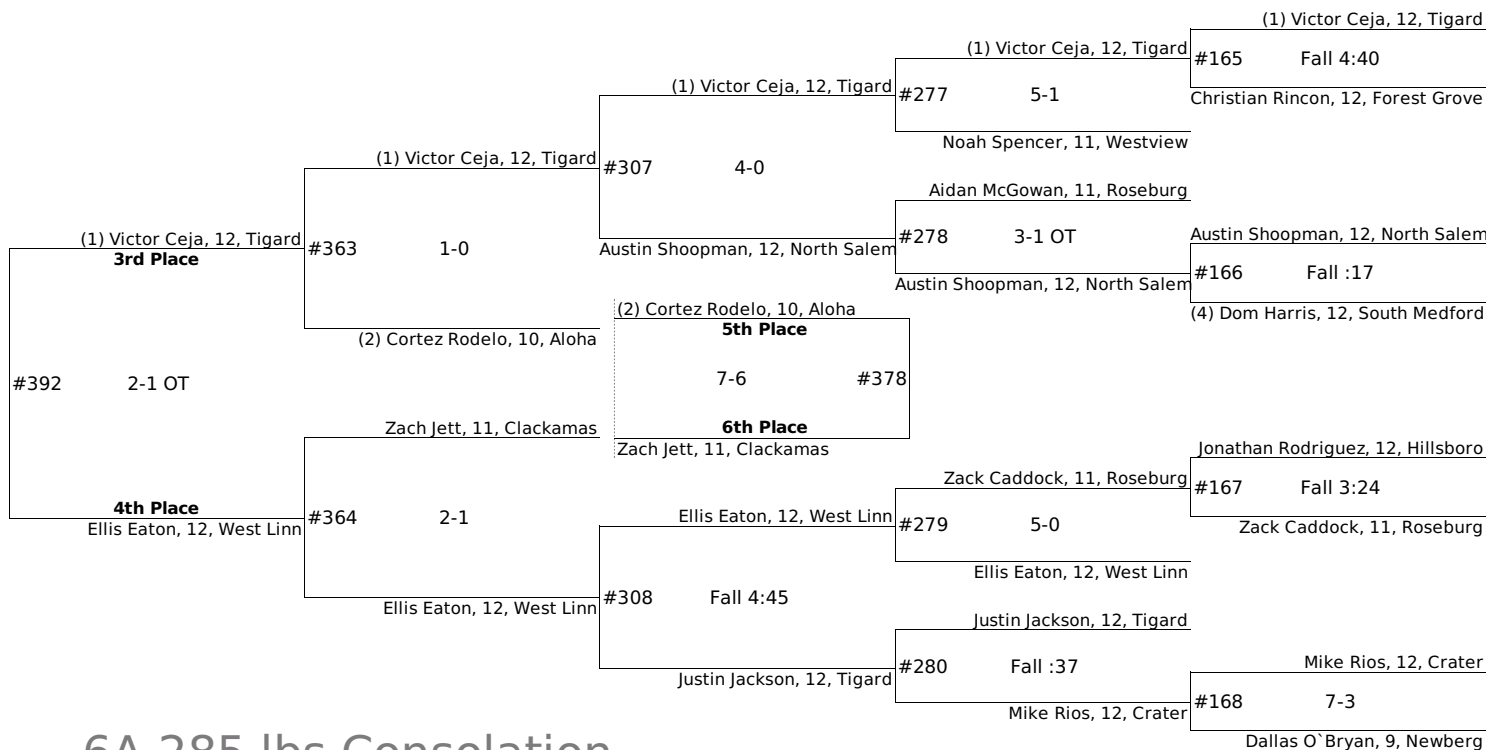 (1) Victor Ceja, 12, Tigard
(1) Victor Ceja, 12, Tigard
#165 Fall 4:40
(1) Victor Ceja, 12, Tigard
#277 5-1
Christian Rincon, 12, Forest Grove
Noah Spencer, 11, Westview
(1) Victor Ceja, 12, Tigard
#307 4-0
Aidan McGowan, 11, Roseburg
(1) Victor Ceja, 12, Tigard
3rd Place
#363 1-0
Austin Shoopman, 12, North Salem
#278 3-1 OT
Austin Shoopman, 12, North Salem
#166 Fall :17
Austin Shoopman, 12, North Salem
(4) Dom Harris, 12, South Medford
(2) Cortez Rodelo, 10, Aloha
5th Place
(2) Cortez Rodelo, 10, Aloha
#392 2-1 OT
7-6 #378
Zach Jett, 11, Clackamas
6th Place
Zach Jett, 11, Clackamas
Jonathan Rodriguez, 12, Hillsboro
Zack Caddock, 11, Roseburg
#167 Fall 3:24
4th Place
Ellis Eaton, 12, West Linn
#364 2-1
Ellis Eaton, 12, West Linn
#279 5-0
Zack Caddock, 11, Roseburg
Ellis Eaton, 12, West Linn
Ellis Eaton, 12, West Linn
#308 Fall 4:45
Justin Jackson, 12, Tigard
Justin Jackson, 12, Tigard
#280 Fall :37
Mike Rios, 12, Crater
Mike Rios, 12, Crater
#168 7-3
Dallas O`Bryan, 9, Newberg
6A 285 lbs Consolation